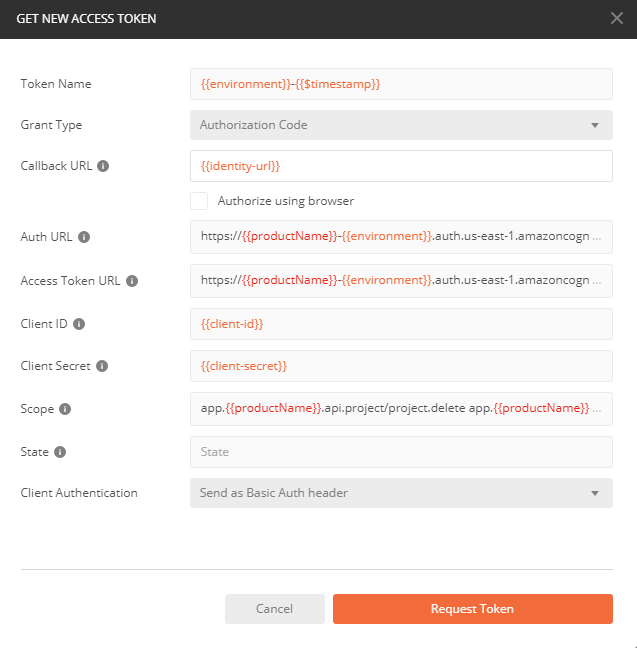 GET NEW ACCESS TOKEN
Token Name {{environment}}-{{$timestamp}}
Grant Type Authorization Code
Callback URL {{identity-url}}
Authorize using browser
Auth URL https://{{productName}}-{{environment}}.auth.us-east-1.amazoncogn ...
Access Token URL https://{{productName}}-{{environment}}.auth.us-east-1.amazoncogn ...
Client ID {{client-id}}
Client Secret {{client-secret}}
Scope app.{{productName}}.api.project/project.delete app.{{productName}} ...
State State
Client Authentication Send as Basic Auth header
Cancel Request Token